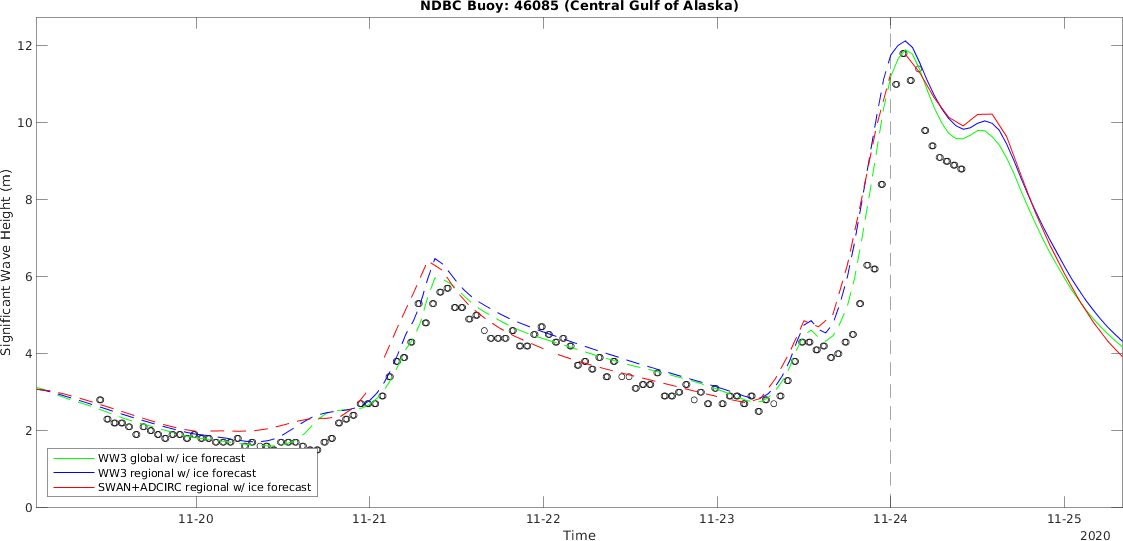 NDBC Buoy: 46085 (Central Gulf of Alaska)
Significant Wave Height (m)
12
10
8
6
4
2
0
WW3 global w/ ice forecast
WW3 regional w/ ice forecast
SWAN+ADCIRC regional w/ ice forecast
11-20
11-21
11-22
11-23
11-24
11-25
Time
2020